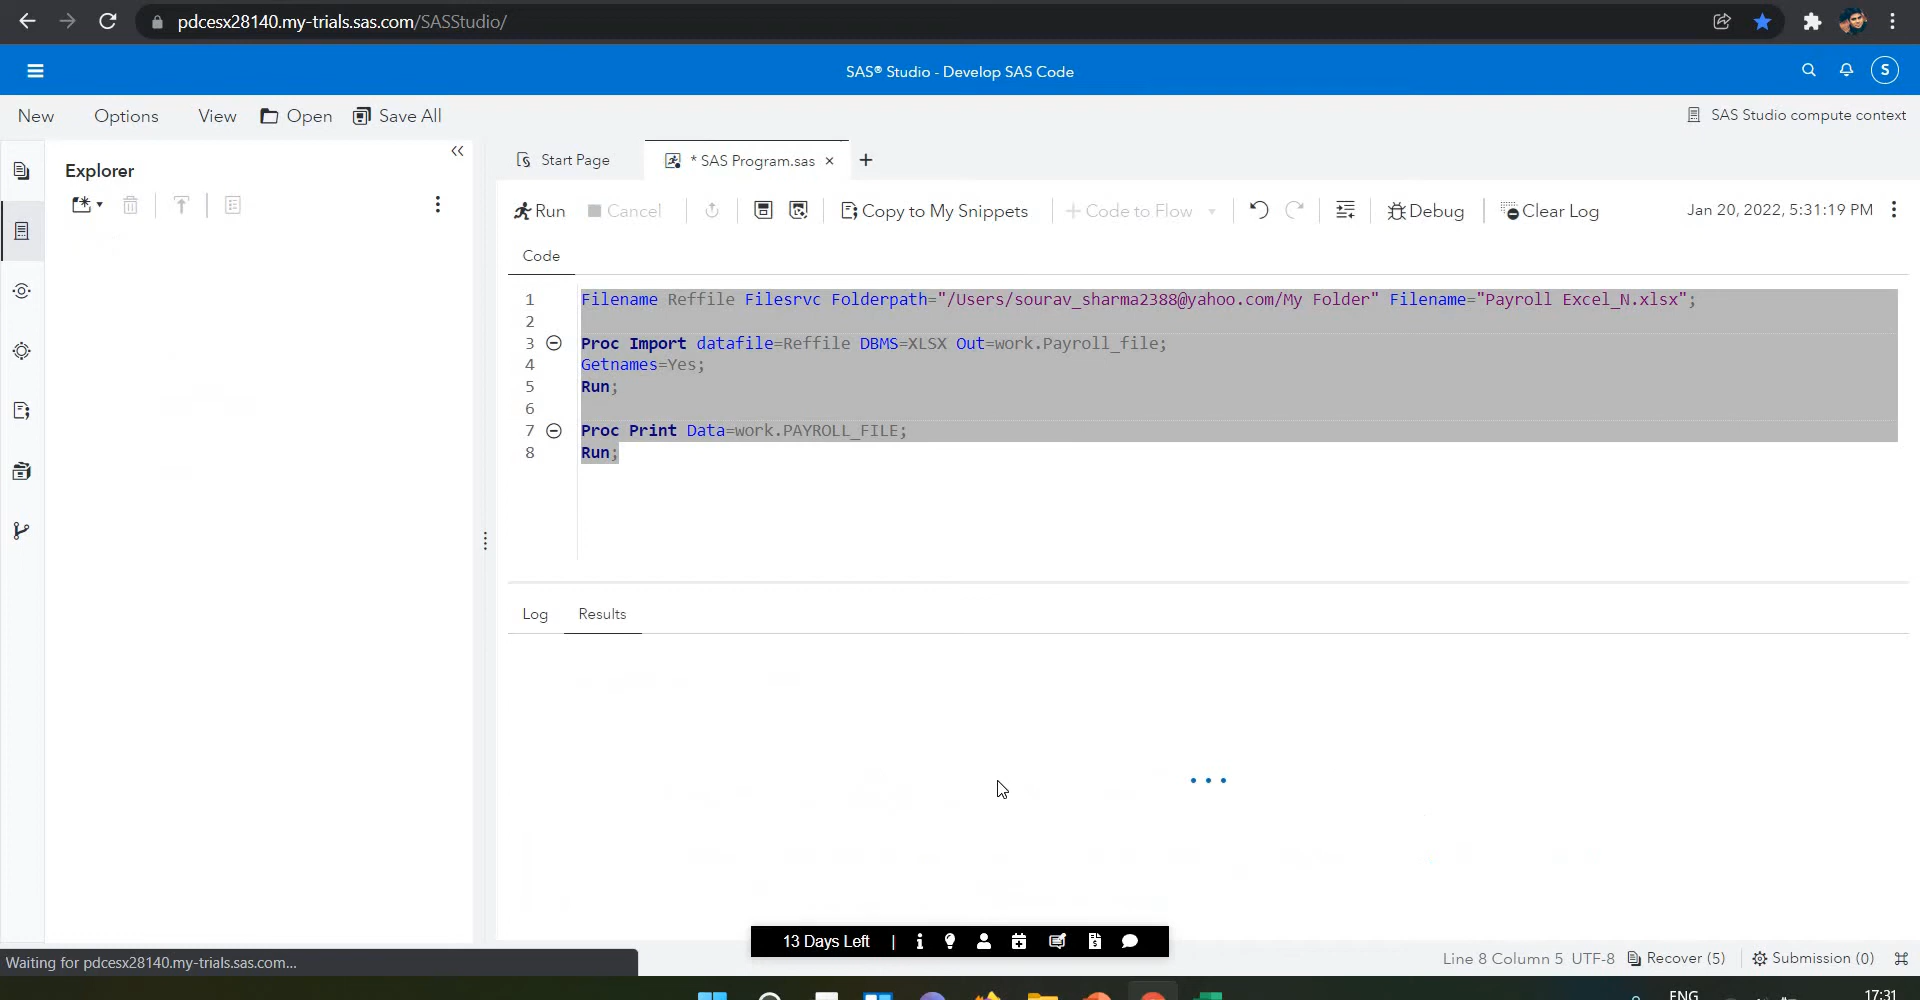 pdcesx28140.my-trials.sas.com/SASStudio/
SAS® Studio - Develop SAS Code
S
New Options View Open Save All
SAS Studio compute context
Explorer
Start Page
* SAS Program.sas
Run Cancel Copy to My Snippets Code to Flow Debug Clear Log
Jan 20, 2022, 5:31:19 PM
Code
1 Filename Reffile Filesrvc Folderpath="/Users/sourav_sharma2388@yahoo.com/My Folder" Filename="Payroll Excel_N.xlsx";
2
3 Proc Import datafile=Reffile DBMS=XLSX Out=work.Payroll_file;
4 Getnames=Yes;
5 Run;
6
7 Proc Print Data=work.PAYROLL_FILE;
8 Run;
Log Results
13 Days Left
Waiting for pdcesx28140.my-trials.sas.com...
Line 8 Column 5 UTF-8 Recover (5) Submission (0)
ENG
17:31